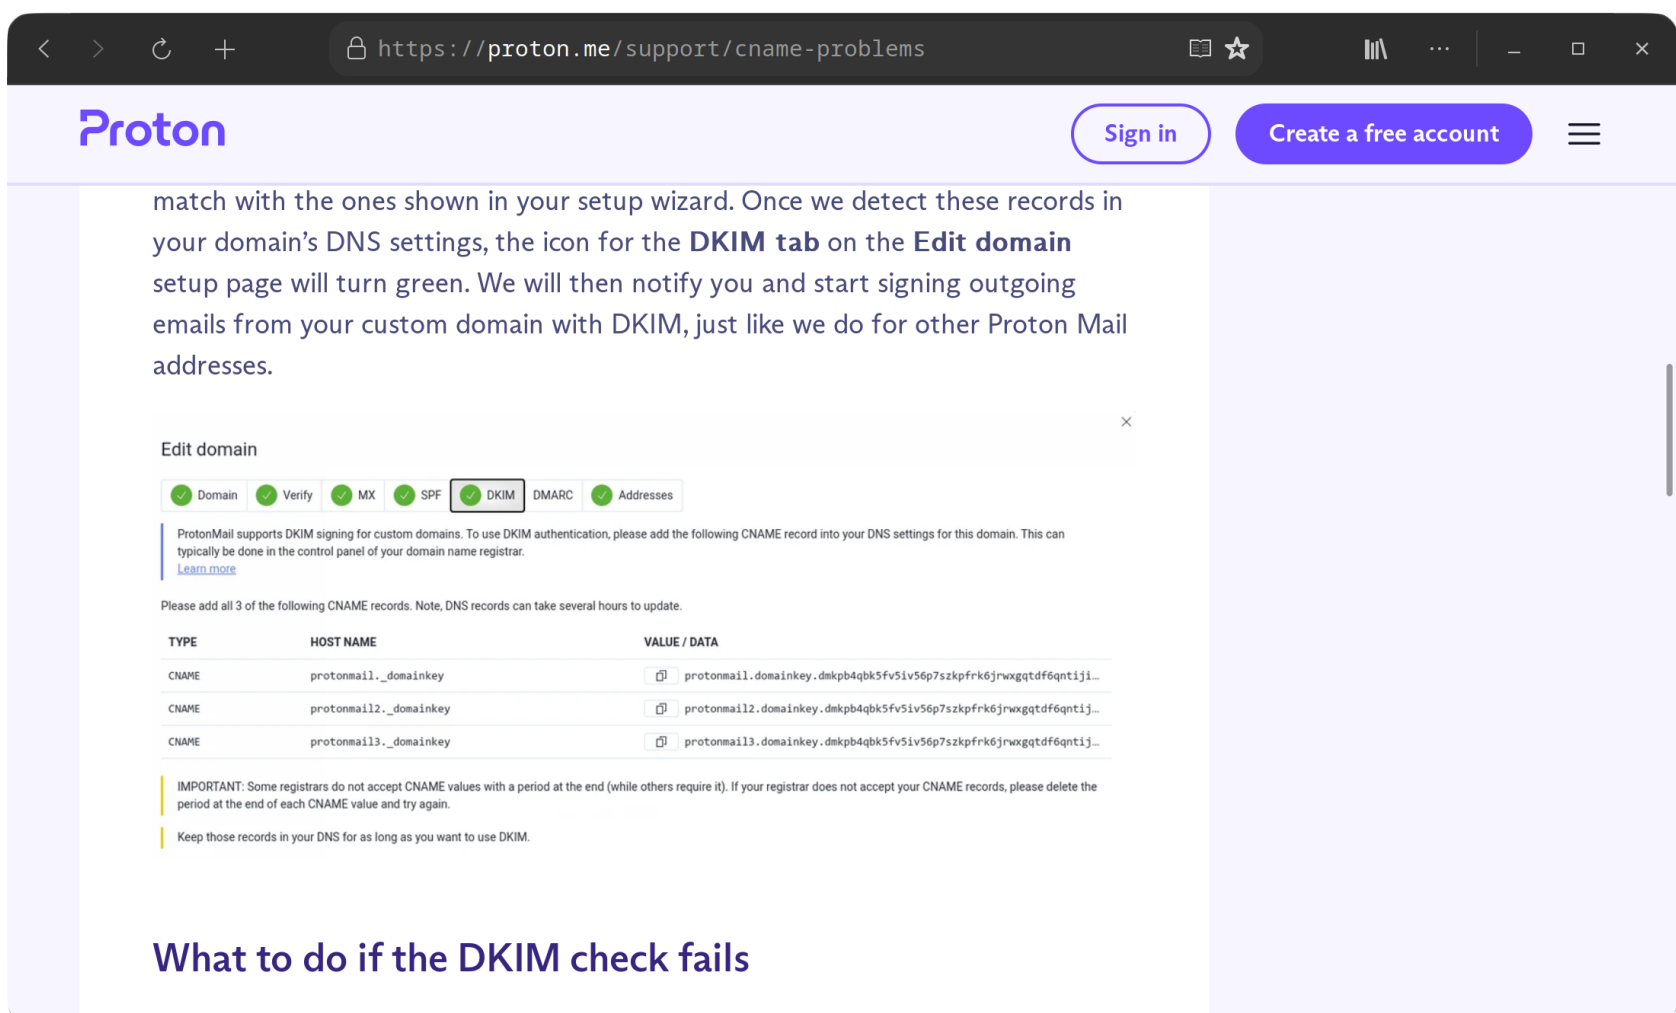 https://proton.me/support/cname-problems
Proton
Sign in
Create a free account
match with the ones shown in your setup wizard. Once we detect these records in
your domain’s DNS settings, the icon for the DKIM tab on the Edit domain
setup page will turn green. We will then notify you and start signing outgoing
emails from your custom domain with DKIM, just like we do for other Proton Mail
addresses.
Edit domain
Domain Verify MX SPF DKIM DMARC Addresses
ProtonMail supports DKIM signing for custom domains. To use DKIM authentication, please add the following CNAME record into your DNS settings for this domain. This can
typically be done in the control panel of your domain name registrar.
Learn more
Please add all 3 of the following CNAME records. Note, DNS records can take several hours to update.
TYPE HOST NAME VALUE / DATA
CNAME protonmail._domainkey protonmail.domainkey.dmkpb4qbk5fv5iv56p7szkpfrk6jrwxgqtdf6qntiji…
CNAME protonmail2._domainkey protonmail2.domainkey.dmkpb4qbk5fv5iv56p7szkpfrk6jrwxgqtdf6qntij…
CNAME protonmail3._domainkey protonmail3.domainkey.dmkpb4qbk5fv5iv56p7szkpfrk6jrwxgqtdf6qntij…
IMPORTANT: Some registrars do not accept CNAME values with a period at the end (while others require it). If your registrar does not accept your CNAME records, please delete the
period at the end of each CNAME value and try again.
Keep those records in your DNS for as long as you want to use DKIM.
What to do if the DKIM check fails